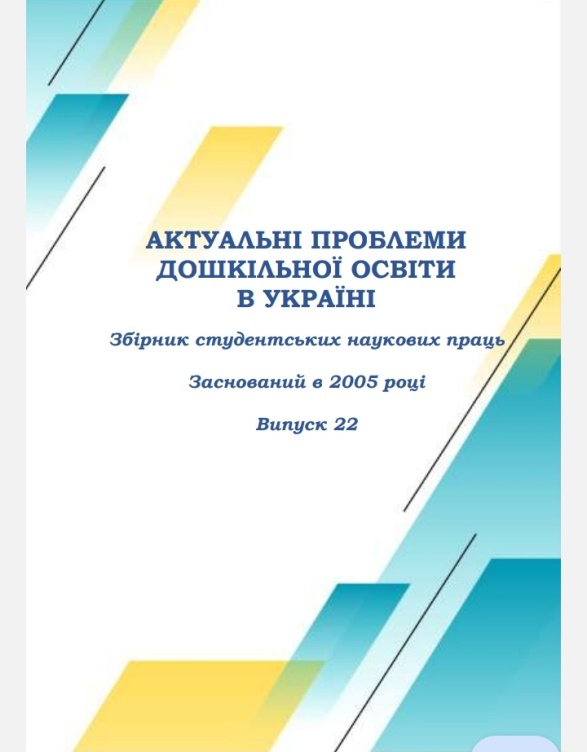 АКТУАЛЬНІ ПРОБЛЕМИ
ДОШКІЛЬНОЇ ОСВІТИ
В УКРАЇНІ
Збірник студентських наукових праць
Заснований в 2005 році
Випуск 22